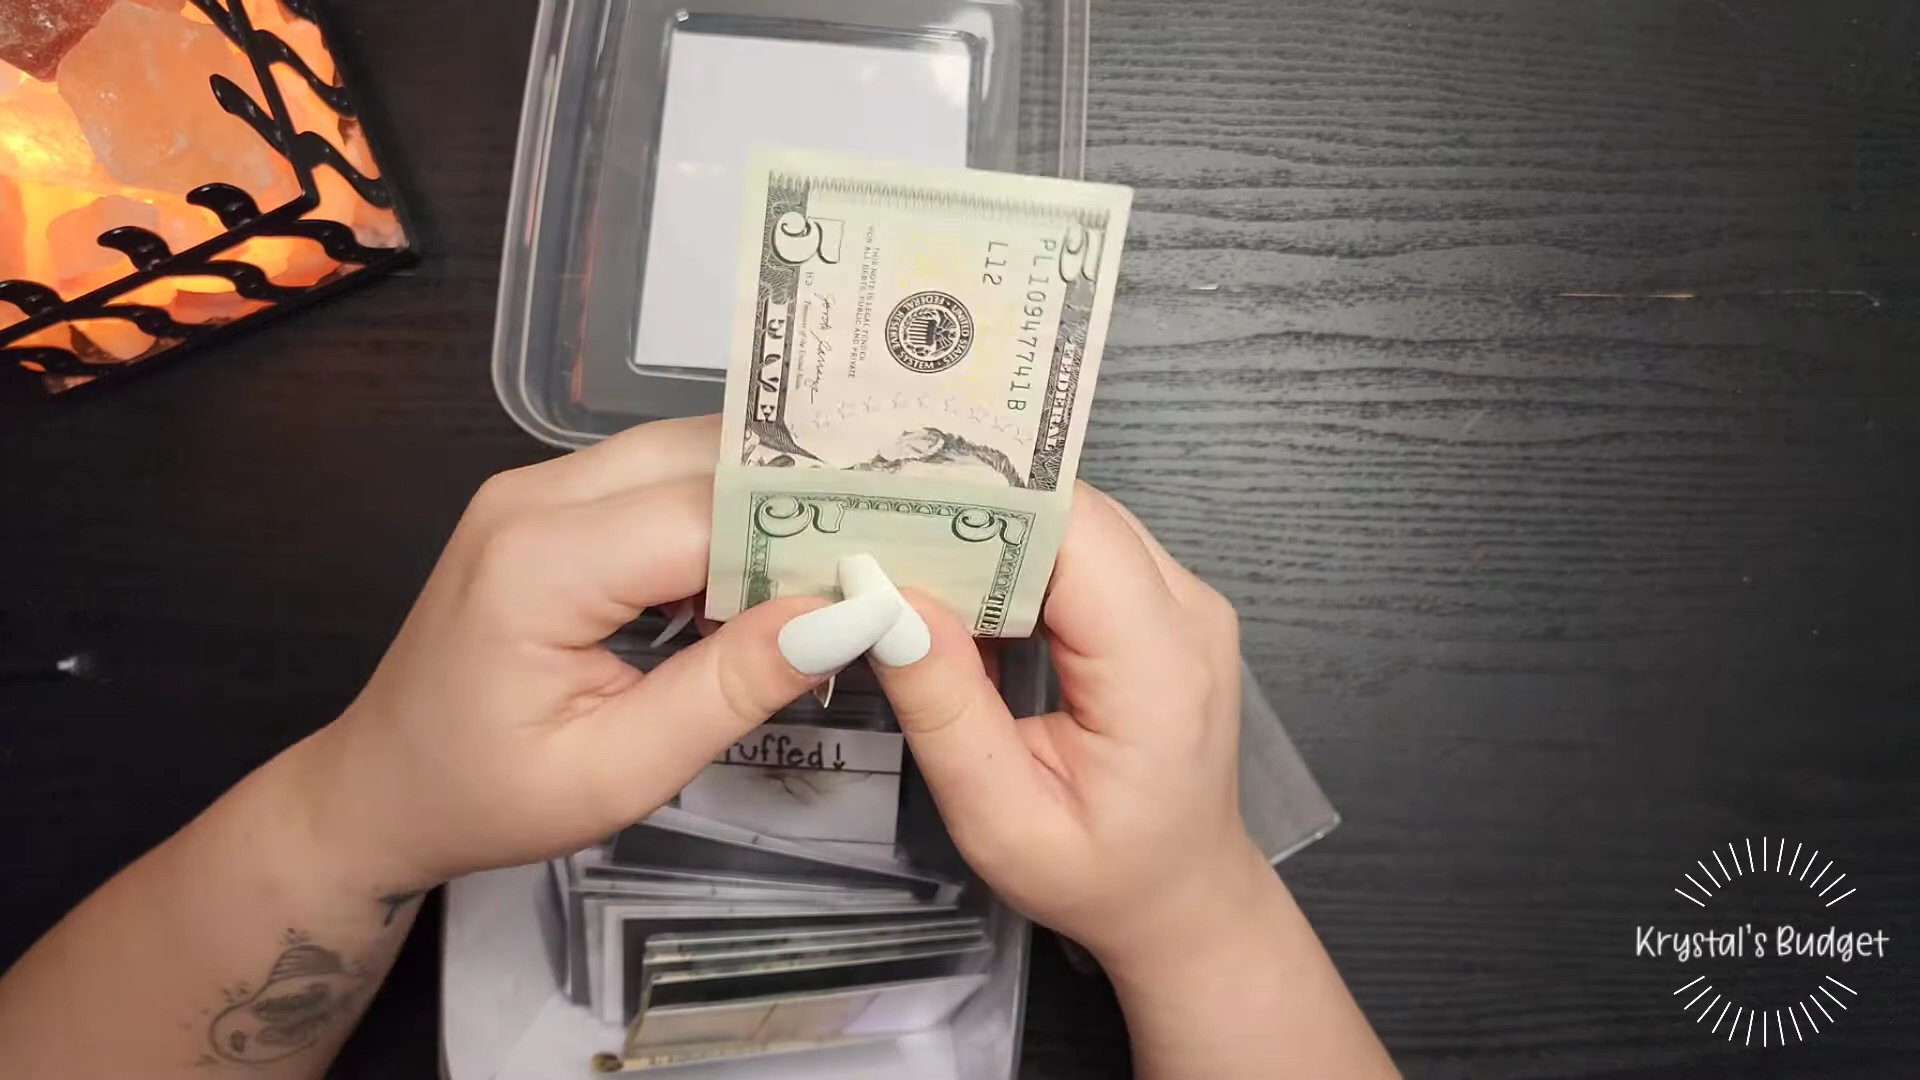 5
5
PL10947741B
L12
THIS NOTE IS LEGAL TENDER
FOR ALL DEBTS, PUBLIC AND PRIVATE
FIVE
FEDERAL
5
5
tuffed↓
Krystal's Budget